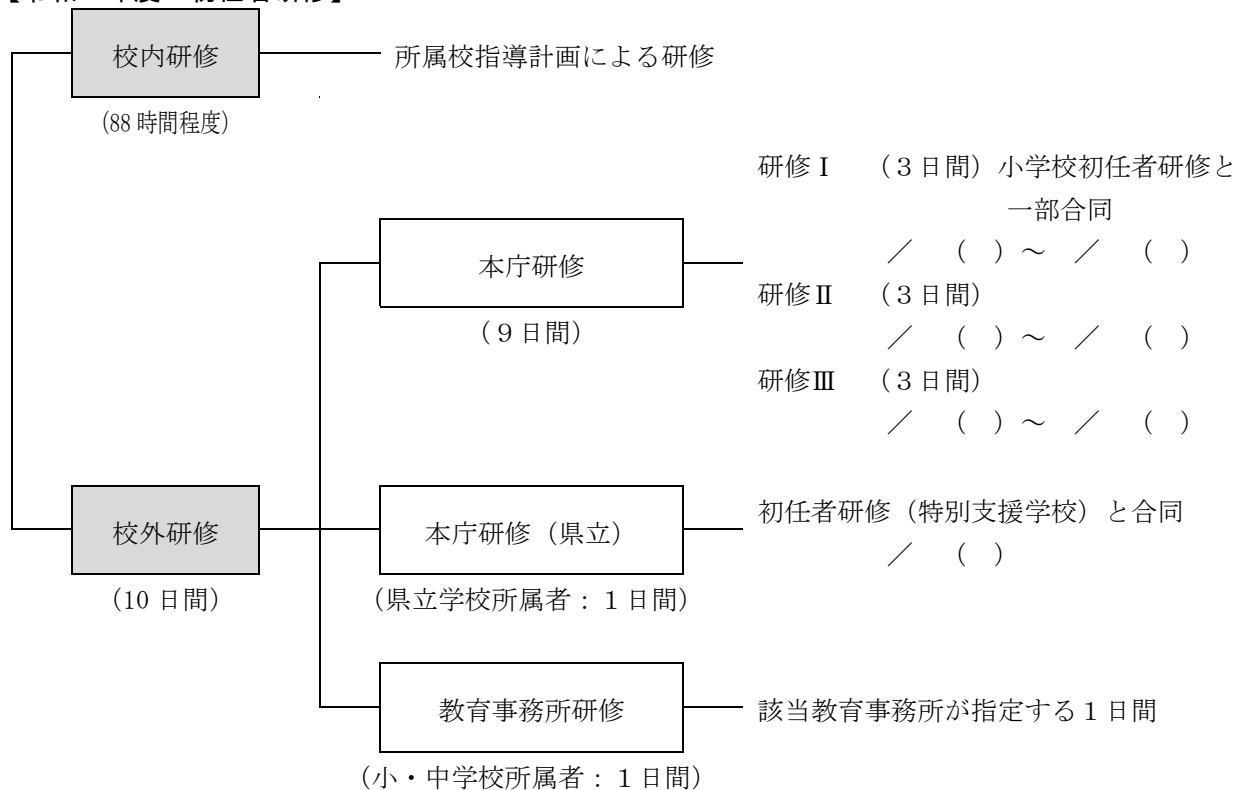 校内研修
所属校指導計画による研修
(88 時間程度)
研修Ⅰ （３日間）小学校初任者研修と
一部合同
／ （ ）～ ／ （ ）
本庁研修
研修Ⅱ （３日間）
(９日間)
／ （ ）～ ／ （ ）
研修Ⅲ （３日間）
／ （ ）～ ／ （ ）
校外研修
本庁研修（県立）
初任者研修（特別支援学校）と合同
／ （ ）
(10 日間)
(県立学校所属者：１日間)
教育事務所研修
該当教育事務所が指定する１日間
(小・中学校所属者：１日間)